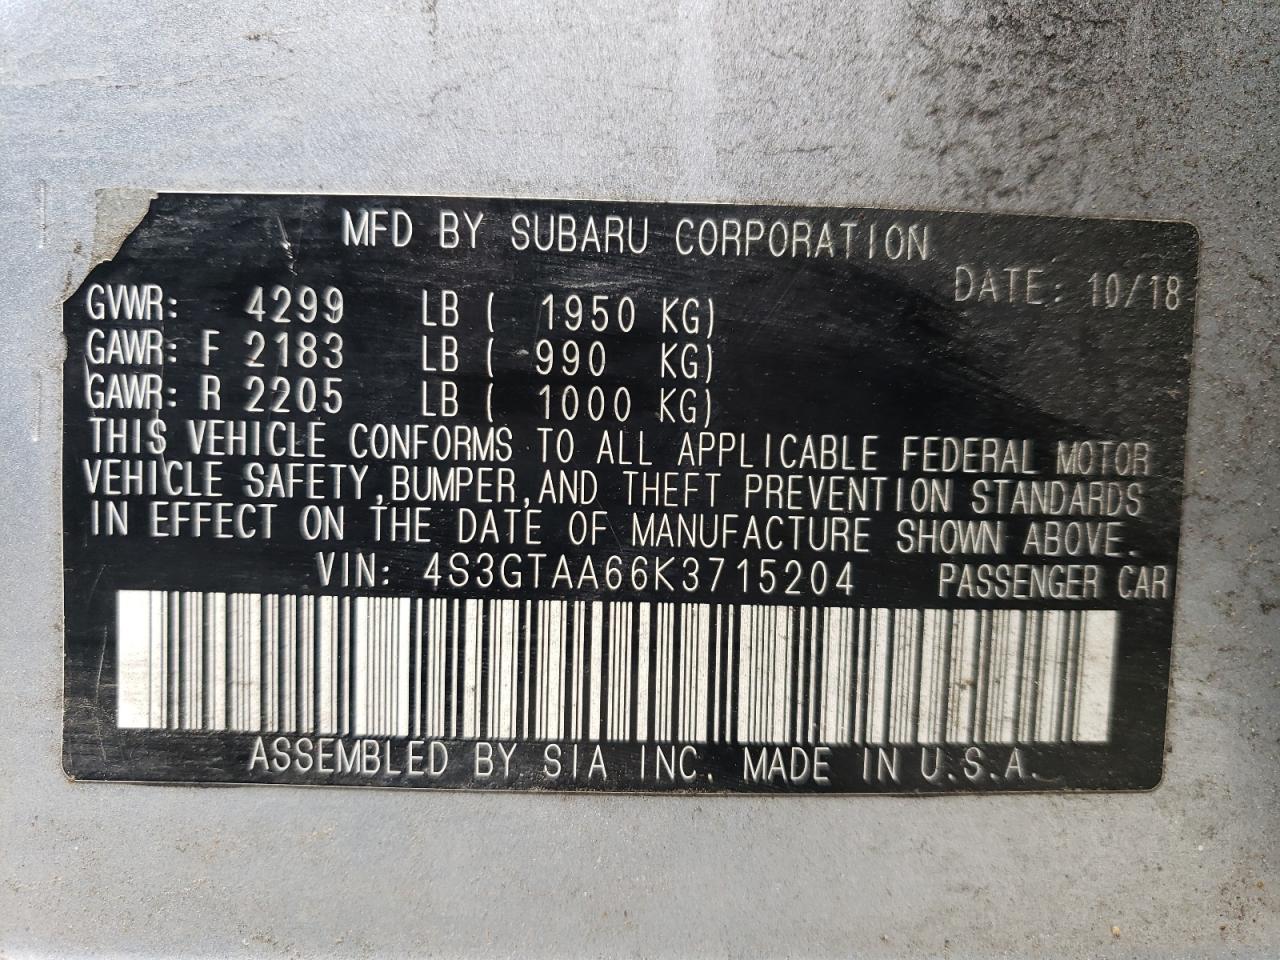 MFD BY SUBARU CORPORATION
DATE: 10/18
GVWR: 4299 LB ( 1950 KG)
GAWR: F 2183 LB ( 990 KG)
GAWR: R 2205 LB ( 1000 KG)
THIS VEHICLE CONFORMS TO ALL APPLICABLE FEDERAL MOTOR
VEHICLE SAFETY,BUMPER,AND THEFT PREVENTION STANDARDS
IN EFFECT ON THE DATE OF MANUFACTURE SHOWN ABOVE.
VIN: 4S3GTAA66K3715204 PASSENGER CAR
ASSEMBLED BY SIA INC. MADE IN U.S.A.